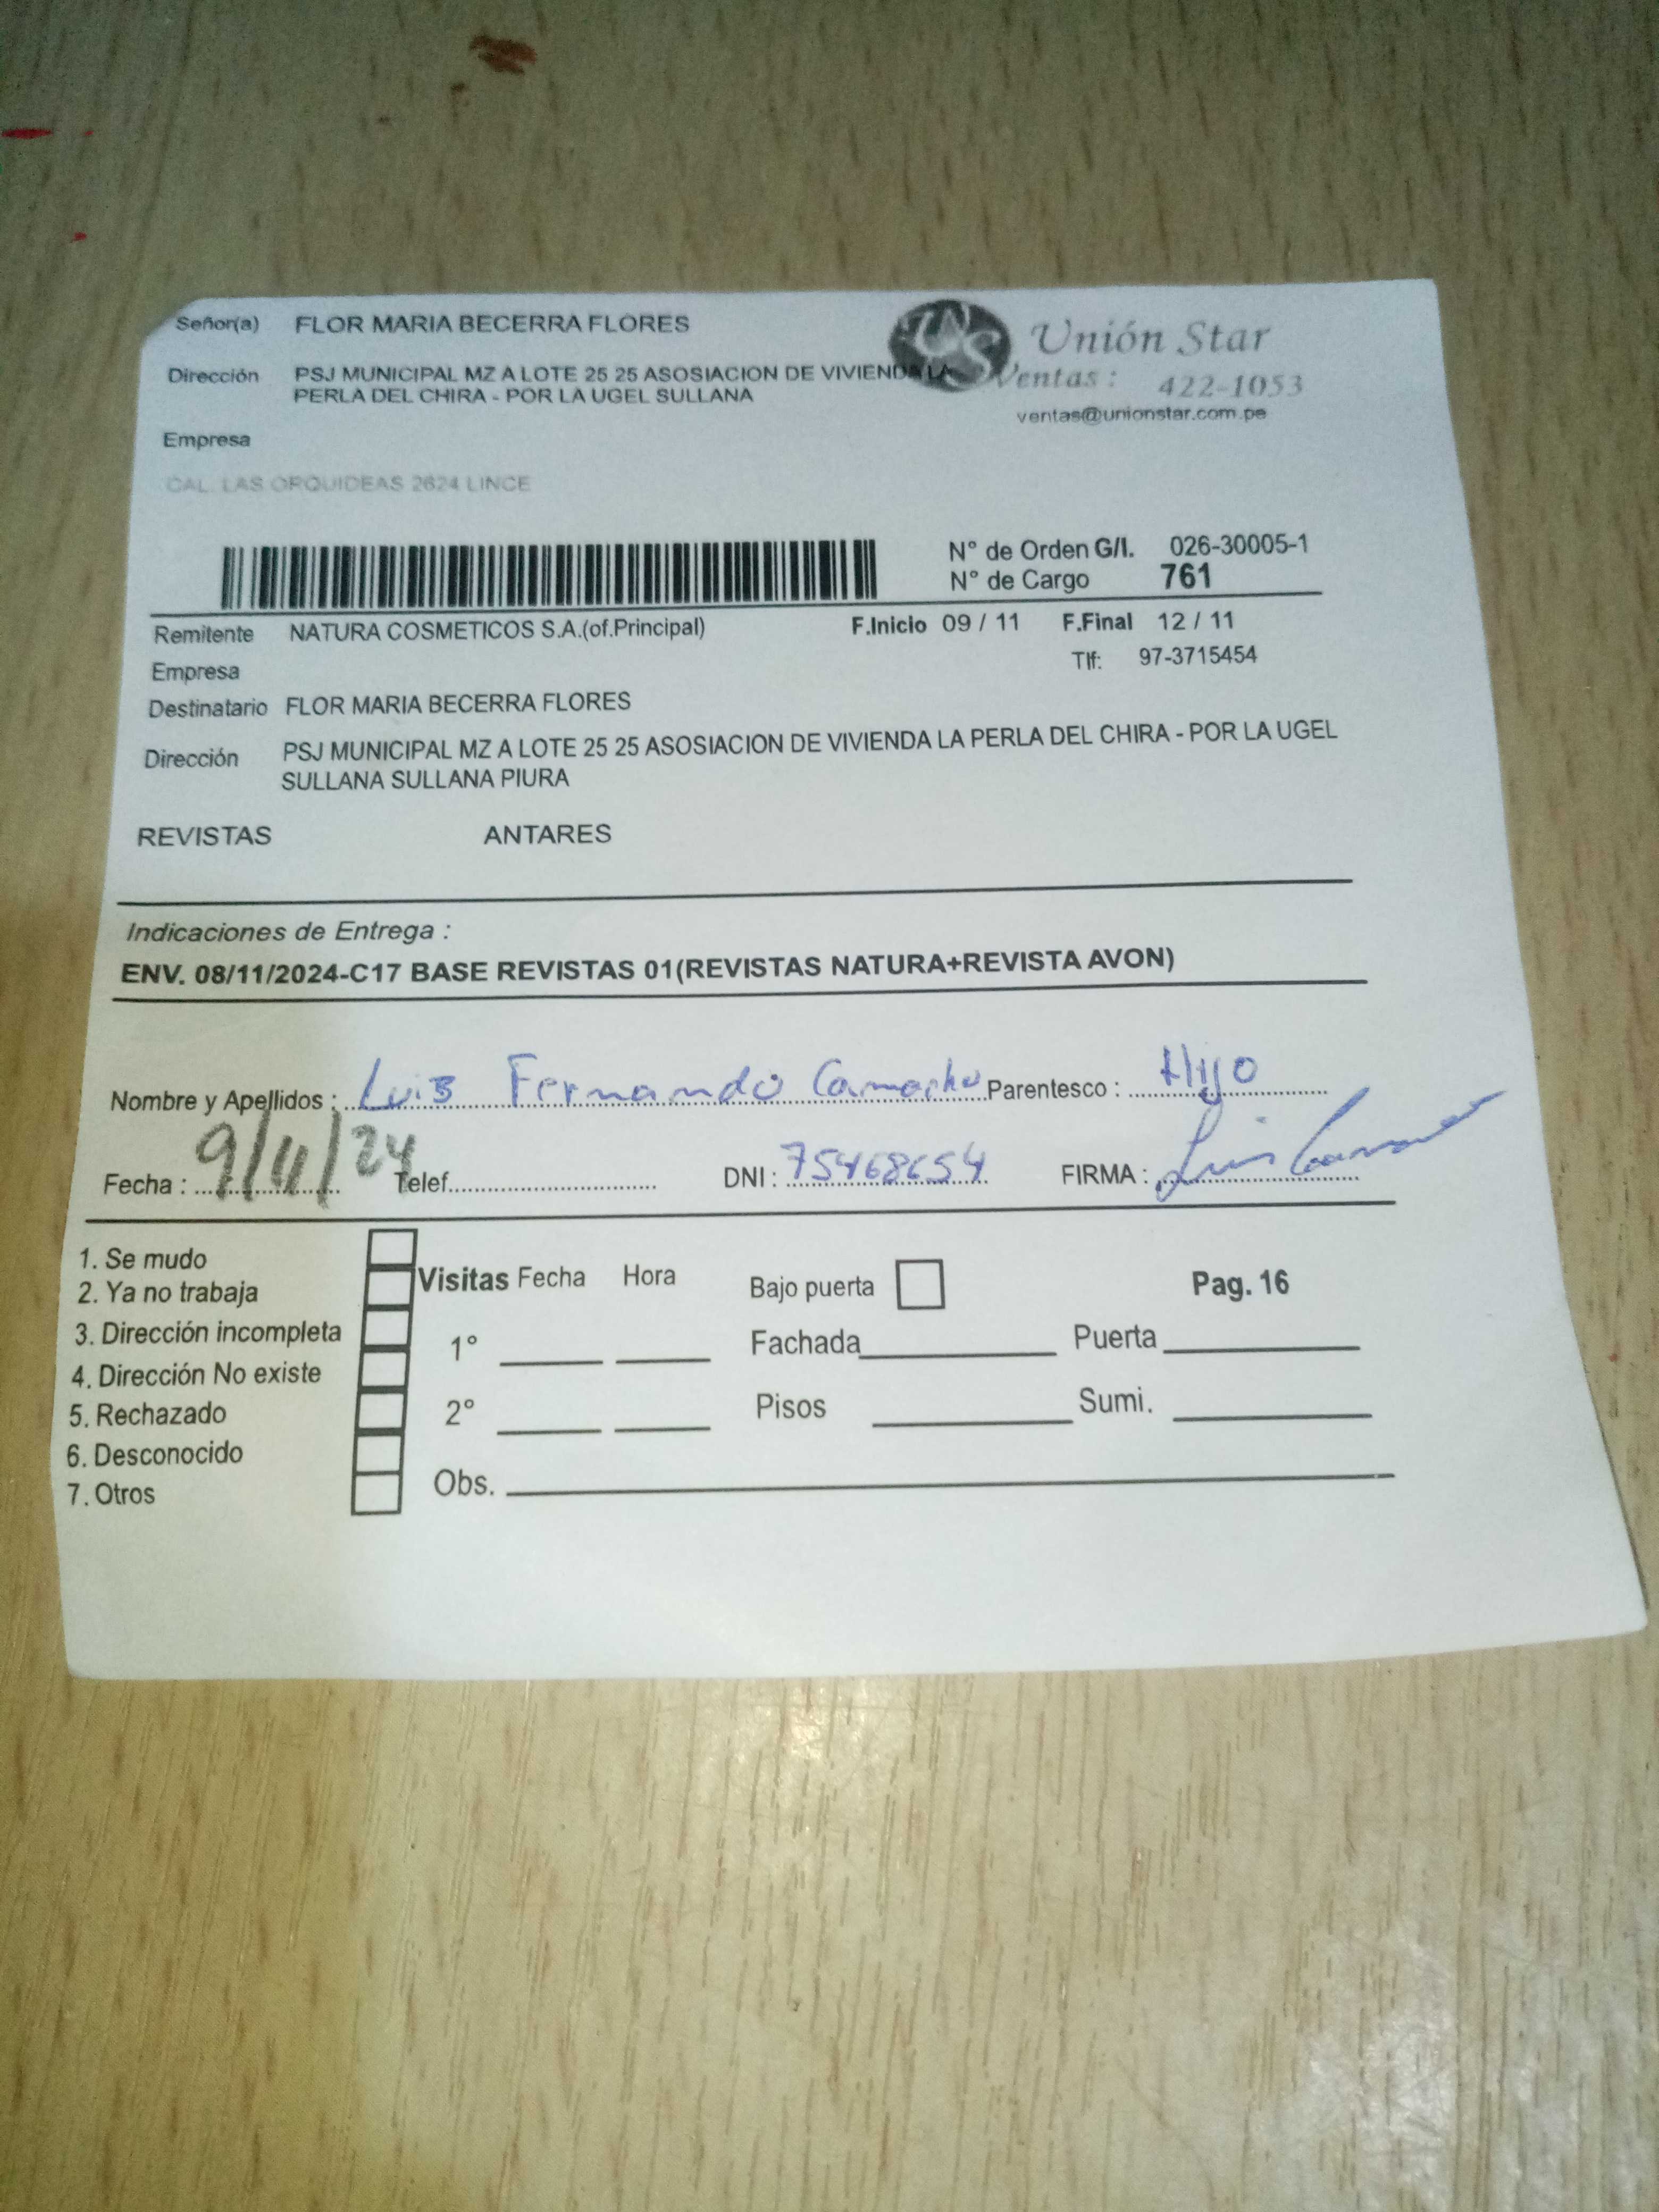 Señor(a) FLOR MARIA BECERRA FLORES
Unión Star
Dirección PSJ MUNICIPAL MZ A LOTE 25 25 ASOSIACION DE VIVIENDA LA
PERLA DEL CHIRA - POR LA UGEL SULLANA
Ventas : 422-1053
ventas@unionstar.com.pe
Empresa
CAL. LAS ORQUIDEAS 2624 LINCE
N° de Orden G/I. 026-30005-1
N° de Cargo 761
Remitente NATURA COSMETICOS S.A.(of.Principal) F.Inicio 09 / 11 F.Final 12 / 11
Empresa Tlf: 97-3715454
Destinatario FLOR MARIA BECERRA FLORES
Dirección PSJ MUNICIPAL MZ A LOTE 25 25 ASOSIACION DE VIVIENDA LA PERLA DEL CHIRA - POR LA UGEL
SULLANA SULLANA PIURA
REVISTAS ANTARES
Indicaciones de Entrega :
ENV. 08/11/2024-C17 BASE REVISTAS 01(REVISTAS NATURA+REVISTA AVON)
Nombre y Apellidos : Luis Fernando Camacho Parentesco : Hijo
Fecha : 9/11/24 Telef. DNI : 75468654 FIRMA : Luis Camacho
1. Se mudo
2. Ya no trabaja
3. Dirección incompleta
4. Dirección No existe
5. Rechazado
6. Desconocido
7. Otros
Visitas Fecha Hora Bajo puerta Pag. 16
1° Fachada Puerta
2° Pisos Sumi.
Obs.